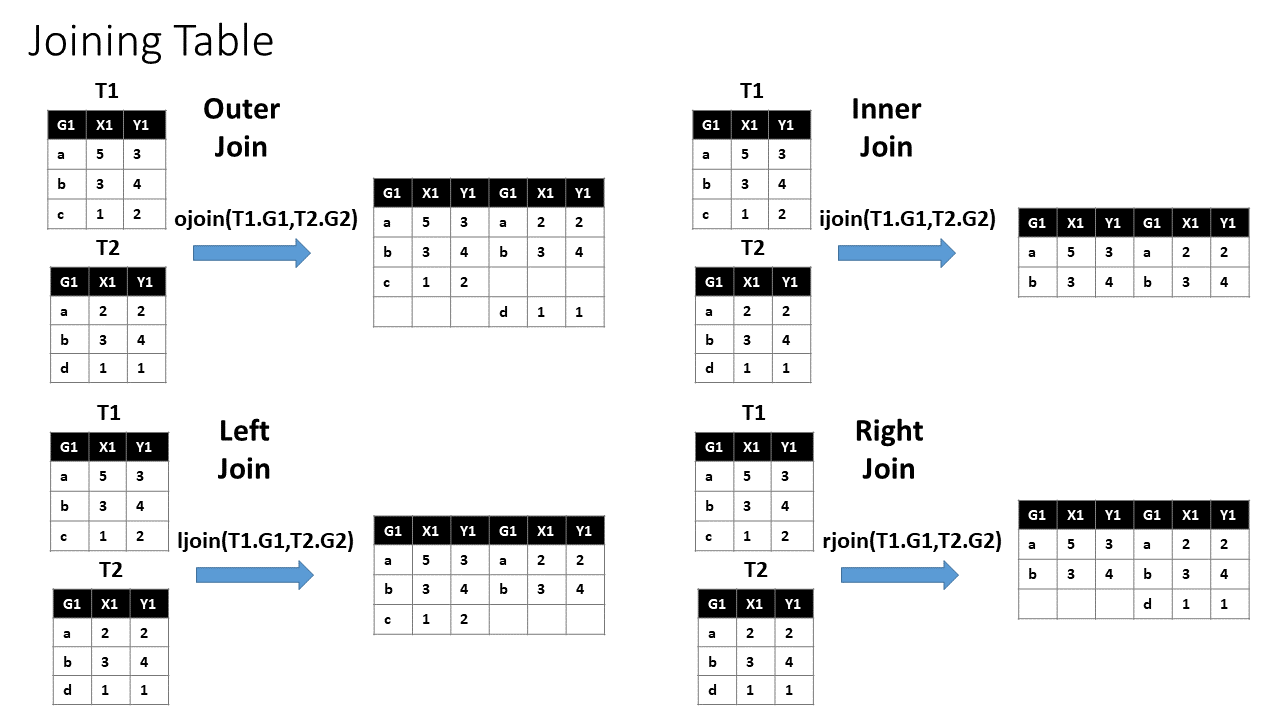 Joining Table
T1
G1 X1 Y1
a 5 3
b 3 4
c 1 2
T2
G1 X1 Y1
a 2 2
b 3 4
d 1 1
Outer
Join
ojoin(T1.G1,T2.G2)
G1 X1 Y1 G1 X1 Y1
a 5 3 a 2 2
b 3 4 b 3 4
c 1 2
d 1 1
T1
G1 X1 Y1
a 5 3
b 3 4
c 1 2
T2
G1 X1 Y1
a 2 2
b 3 4
d 1 1
Inner
Join
ijoin(T1.G1,T2.G2)
G1 X1 Y1 G1 X1 Y1
a 5 3 a 2 2
b 3 4 b 3 4
T1
G1 X1 Y1
a 5 3
b 3 4
c 1 2
T2
G1 X1 Y1
a 2 2
b 3 4
d 1 1
Left
Join
ljoin(T1.G1,T2.G2)
G1 X1 Y1 G1 X1 Y1
a 5 3 a 2 2
b 3 4 b 3 4
c 1 2
T1
G1 X1 Y1
a 5 3
b 3 4
c 1 2
T2
G1 X1 Y1
a 2 2
b 3 4
d 1 1
Right
Join
rjoin(T1.G1,T2.G2)
G1 X1 Y1 G1 X1 Y1
a 5 3 a 2 2
b 3 4 b 3 4
d 1 1